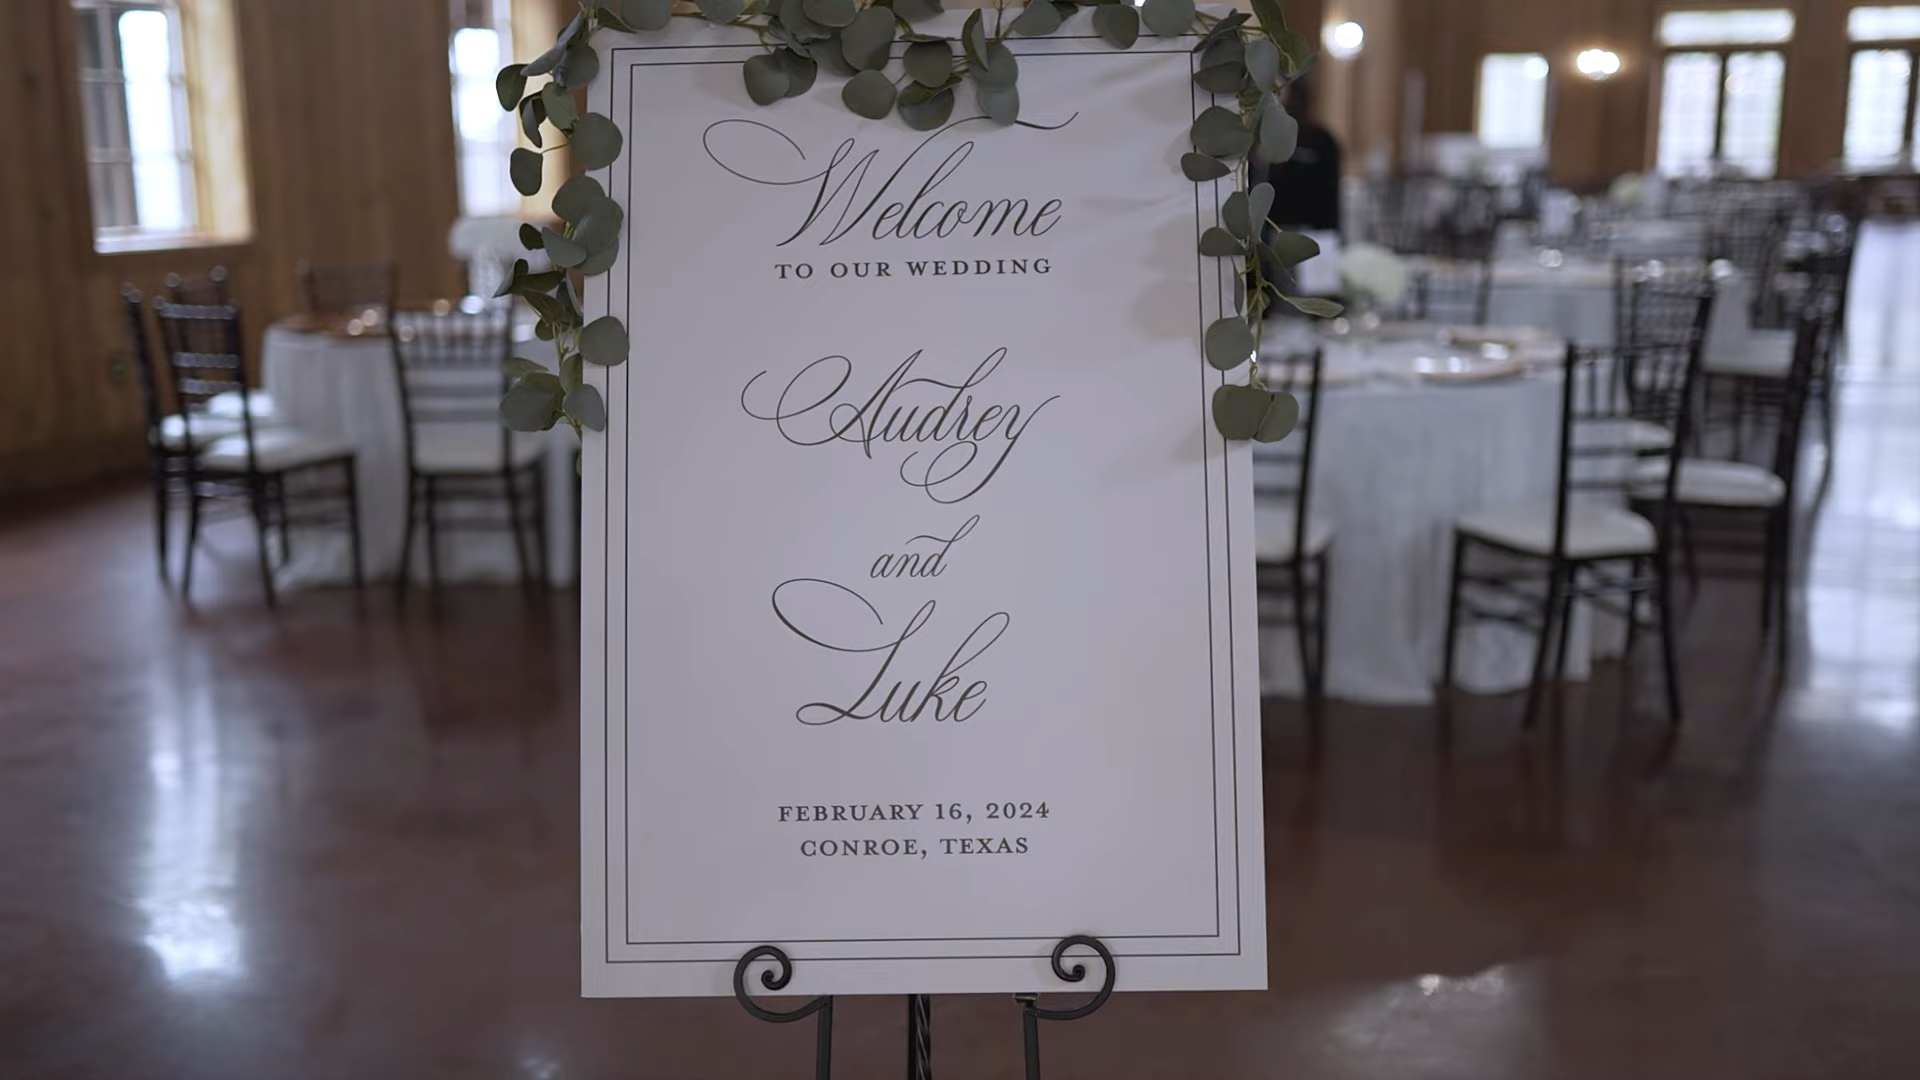 Welcome
TO OUR WEDDING
Audrey
and
Luke
FEBRUARY 16, 2024
CONROE, TEXAS